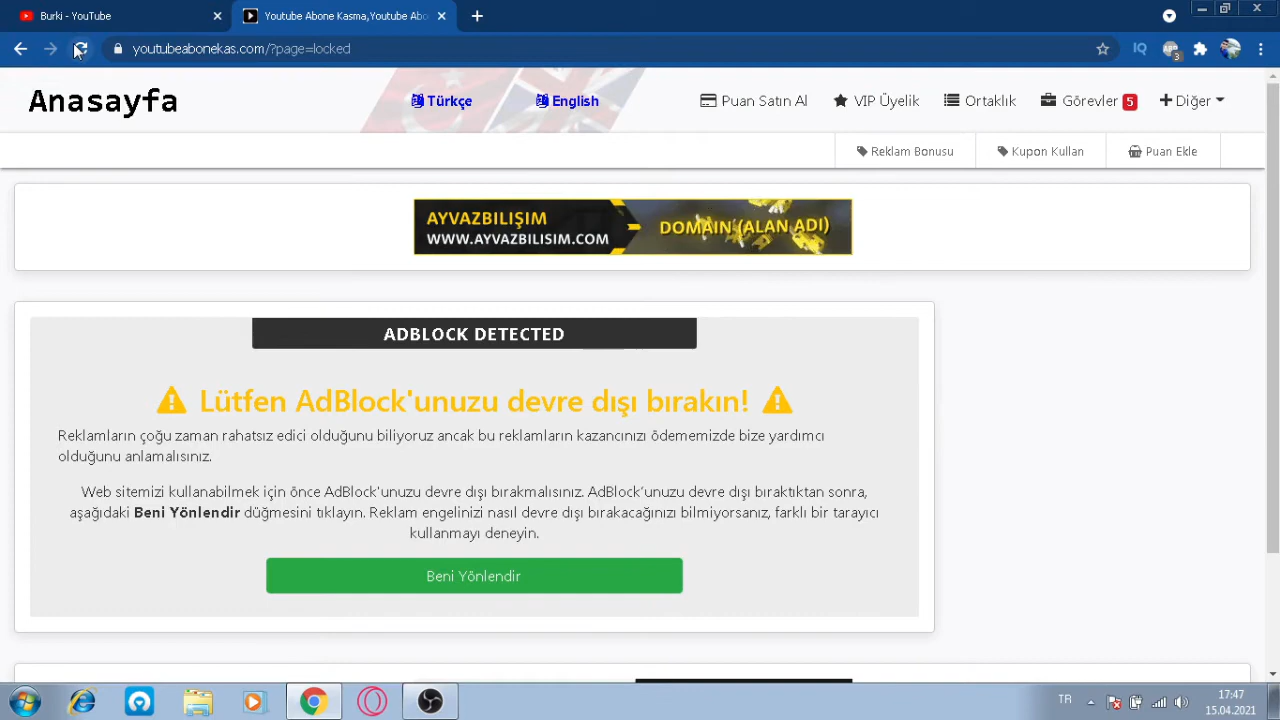 Burki - YouTube
Youtube Abone Kasma,Youtube Abo
youtubeabonekas.com/?page=locked
IQ
3
Anasayfa
Türkçe
English
Puan Satın Al
VIP Üyelik
Ortaklık
Görevler 5
Diğer
Reklam Bonusu
Kupon Kullan
Puan Ekle
AYVAZBİLİŞİM
WWW.AYVAZBILISIM.COM
DOMAIN (ALAN ADI)
ADBLOCK DETECTED
Lütfen AdBlock'unuzu devre dışı bırakın!
Reklamların çoğu zaman rahatsız edici olduğunu biliyoruz ancak bu reklamların kazancınızı ödememizde bize yardımcı
olduğunu anlamalısınız.
Web sitemizi kullanabilmek için önce AdBlock'unuzu devre dışı bırakmalısınız. AdBlock'unuzu devre dışı bıraktıktan sonra,
aşağıdaki Beni Yönlendir düğmesini tıklayın. Reklam engelinizi nasıl devre dışı bırakacağınızı bilmiyorsanız, farklı bir tarayıcı
kullanmayı deneyin.
Beni Yönlendir
TR
17:47
15.04.2021